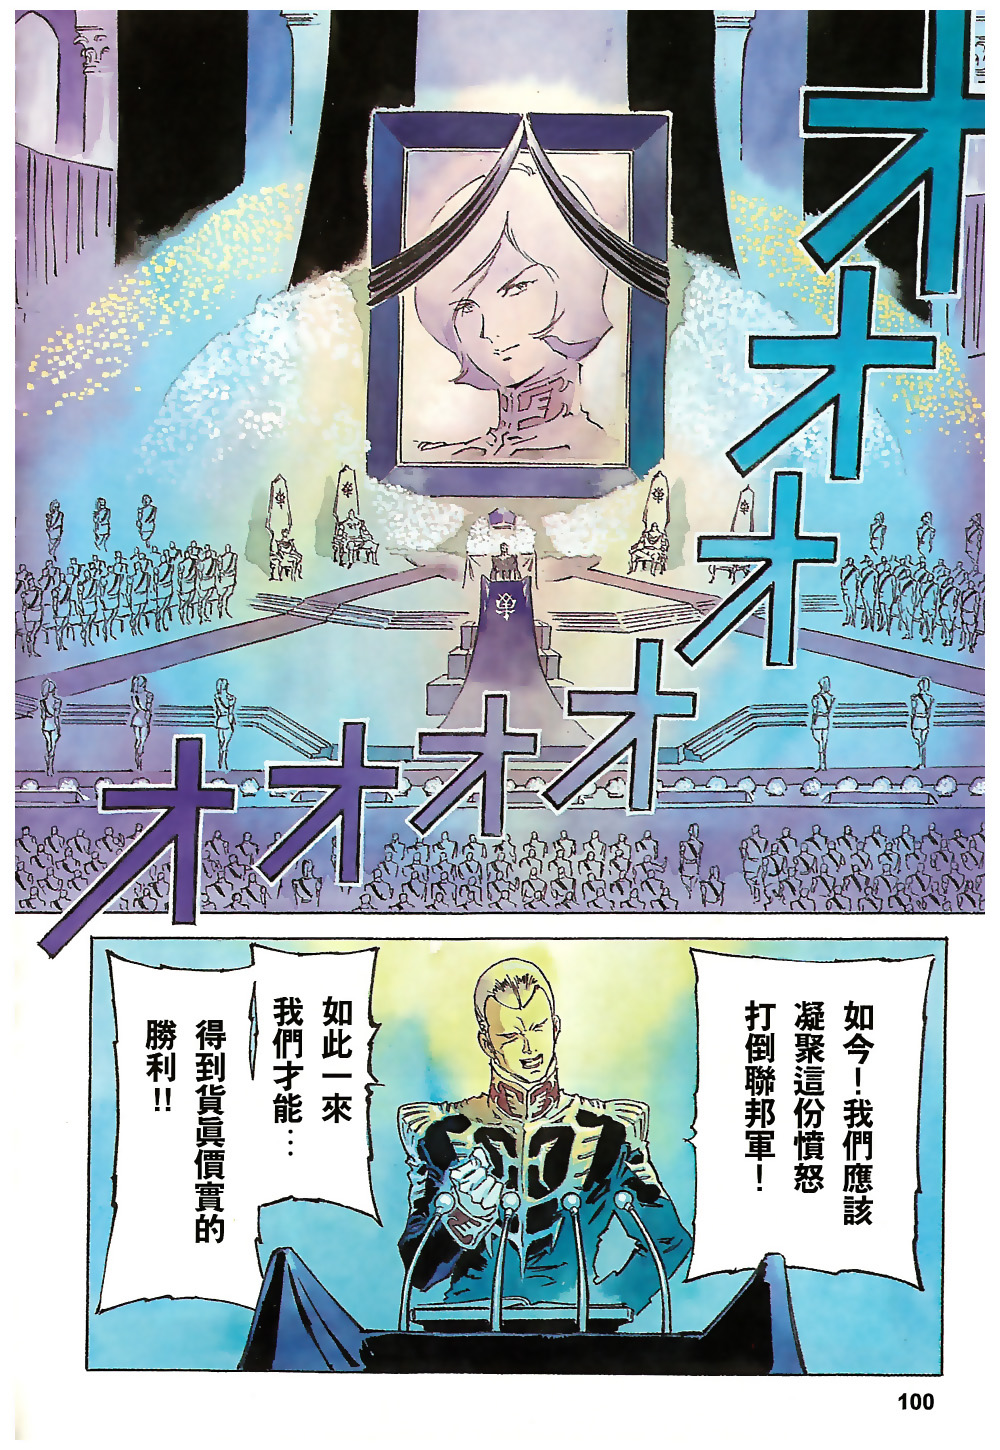 オオオオオオオオ
如今！我們應該
凝聚這份憤怒
打倒聯邦軍！
如此一來
我們才能…
得到貨真價實的
勝利！！
100